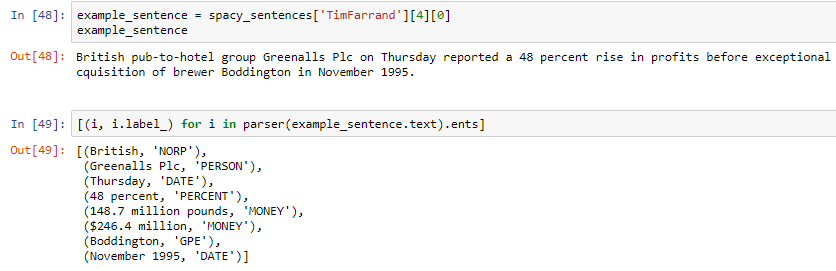 In [48]: example_sentence = spacy_sentences['TimFarrand'][4][0]
example_sentence
Out[48]: British pub-to-hotel group Greenalls Plc on Thursday reported a 48 percent rise in profits before exceptional
cquisition of brewer Boddington in November 1995.
In [49]: [(i, i.label_) for i in parser(example_sentence.text).ents]
Out[49]: [(British, 'NORP'),
(Greenalls Plc, 'PERSON'),
(Thursday, 'DATE'),
(48 percent, 'PERCENT'),
(148.7 million pounds, 'MONEY'),
($246.4 million, 'MONEY'),
(Boddington, 'GPE'),
(November 1995, 'DATE')]